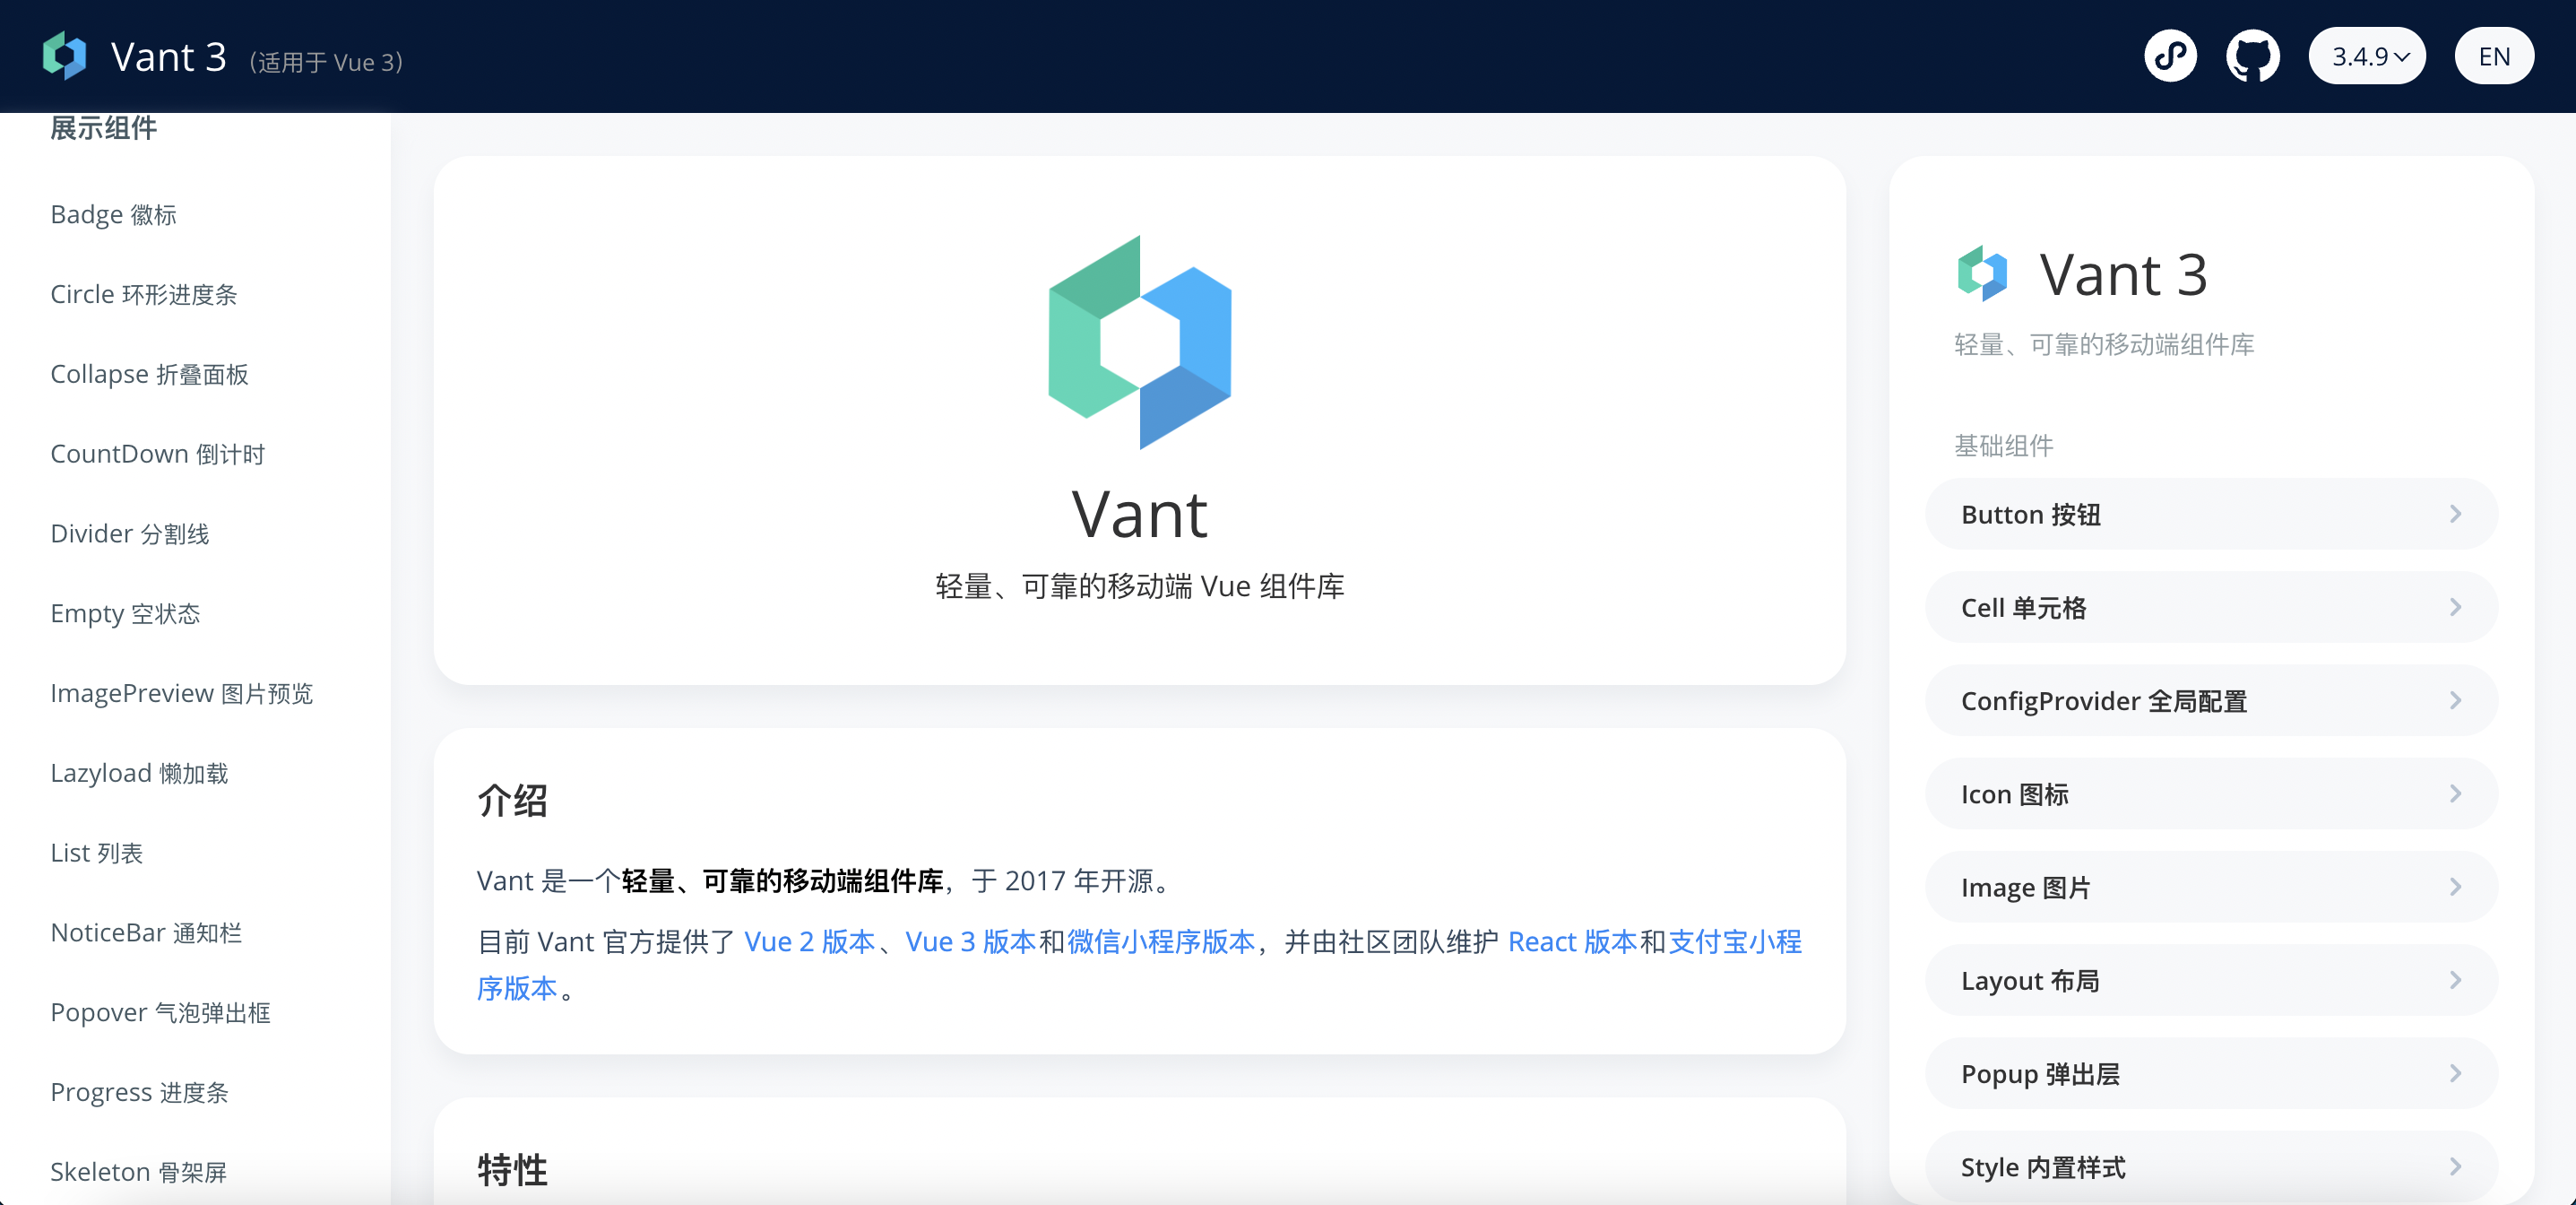 Vant 3 (适用于 Vue 3)
3.4.9
EN
展示组件
Badge 徽标
Circle 环形进度条
Collapse 折叠面板
CountDown 倒计时
Divider 分割线
Empty 空状态
ImagePreview 图片预览
Lazyload 懒加载
List 列表
NoticeBar 通知栏
Popover 气泡弹出框
Progress 进度条
Skeleton 骨架屏
Vant
轻量、可靠的移动端 Vue 组件库
介绍
Vant 是一个轻量、可靠的移动端组件库，于 2017 年开源。
目前 Vant 官方提供了 Vue 2 版本、Vue 3 版本和微信小程序版本，并由社区团队维护 React 版本和支付宝小程
序版本。
特性
Vant 3
轻量、可靠的移动端组件库
基础组件
Button 按钮
Cell 单元格
ConfigProvider 全局配置
Icon 图标
Image 图片
Layout 布局
Popup 弹出层
Style 内置样式